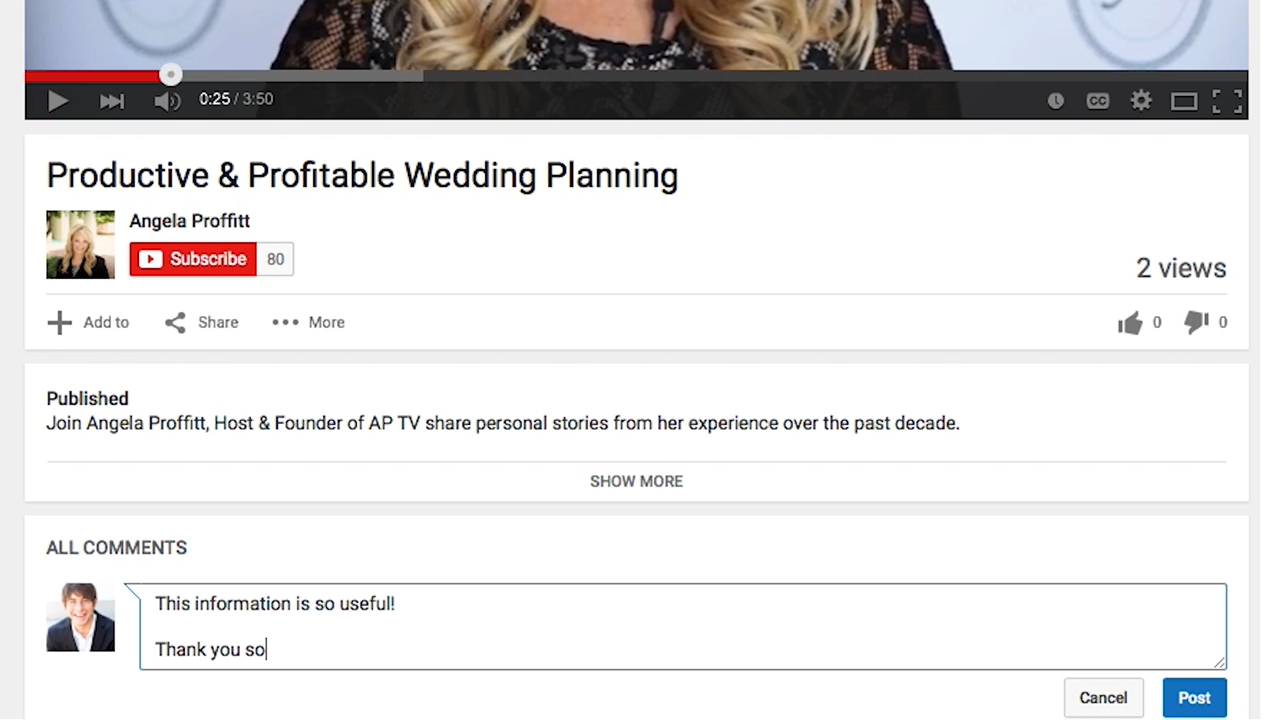 0:25 / 3:50
CC
Productive & Profitable Wedding Planning
Angela Proffitt
Subscribe 80
2 views
Add to Share More 0 0
Published
Join Angela Proffitt, Host & Founder of AP TV share personal stories from her experience over the past decade.
SHOW MORE
ALL COMMENTS
This information is so useful!
Thank you so
Cancel Post